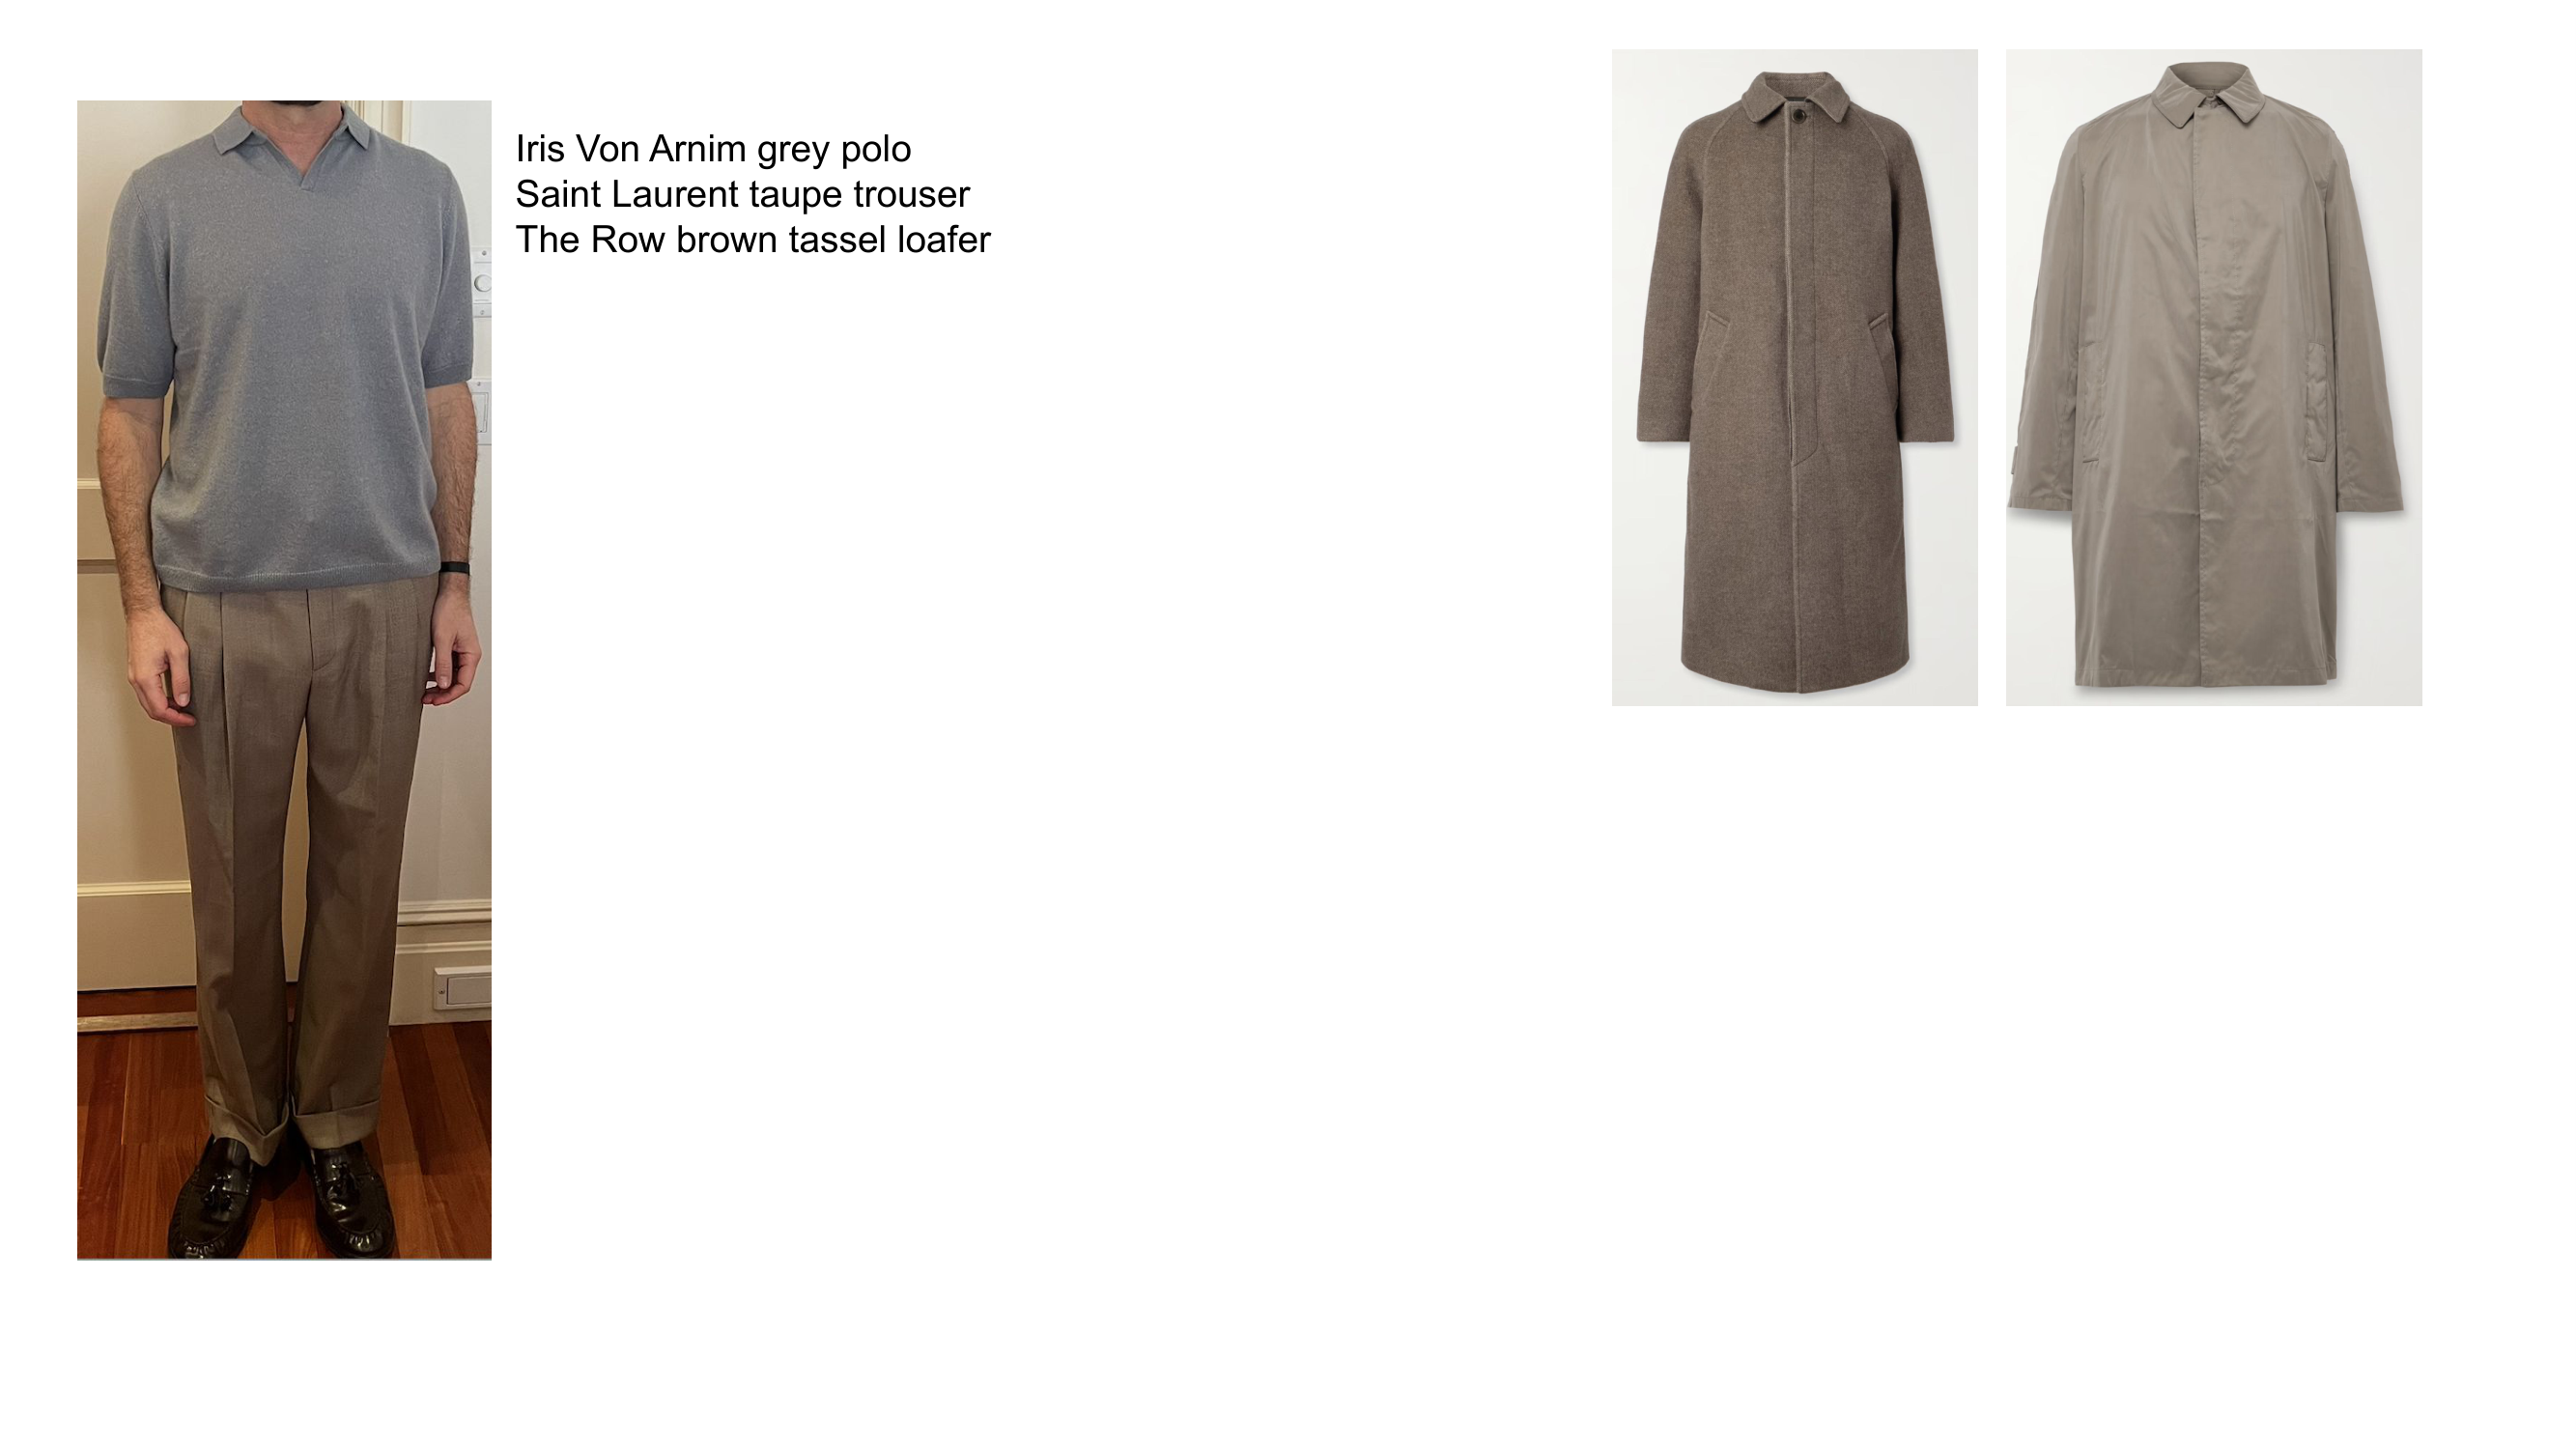 Iris Von Arnim grey polo
Saint Laurent taupe trouser
The Row brown tassel loafer